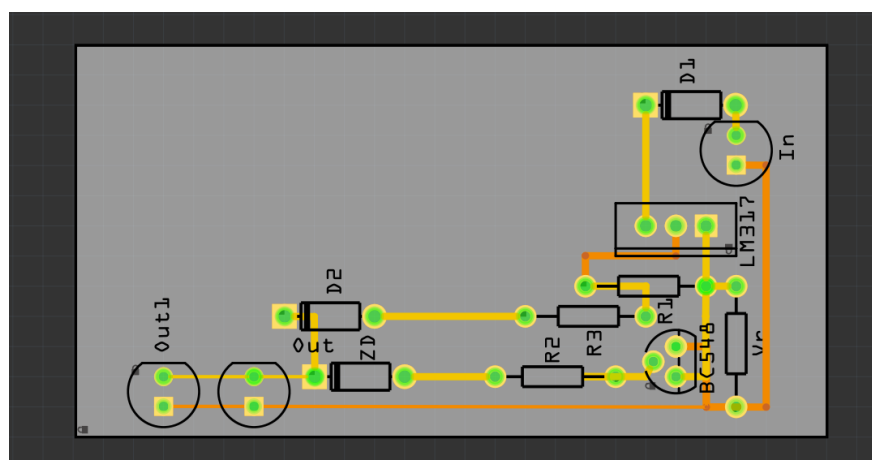 D1
In
LM317
D2
R1
Out1
Out
ZD
R2
R3
BC548
Vr